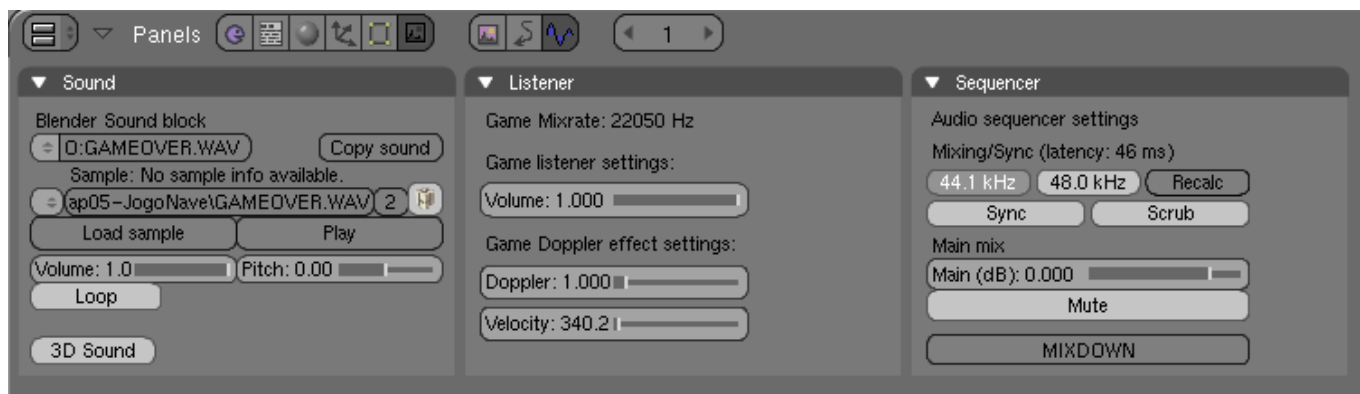 Panels
1
Sound
Blender Sound block
O:GAMEOVER.WAV
Copy sound
Sample: No sample info available.
ap05-JogoNave\GAMEOVER.WAV
2
Load sample
Play
Volume: 1.0
Pitch: 0.00
Loop
3D Sound
Listener
Game Mixrate: 22050 Hz
Game listener settings:
Volume: 1.000
Game Doppler effect settings:
Doppler: 1.000
Velocity: 340.2
Sequencer
Audio sequencer settings
Mixing/Sync (latency: 46 ms)
44.1 kHz
48.0 kHz
Recalc
Sync
Scrub
Main mix
Main (dB): 0.000
Mute
MIXDOWN